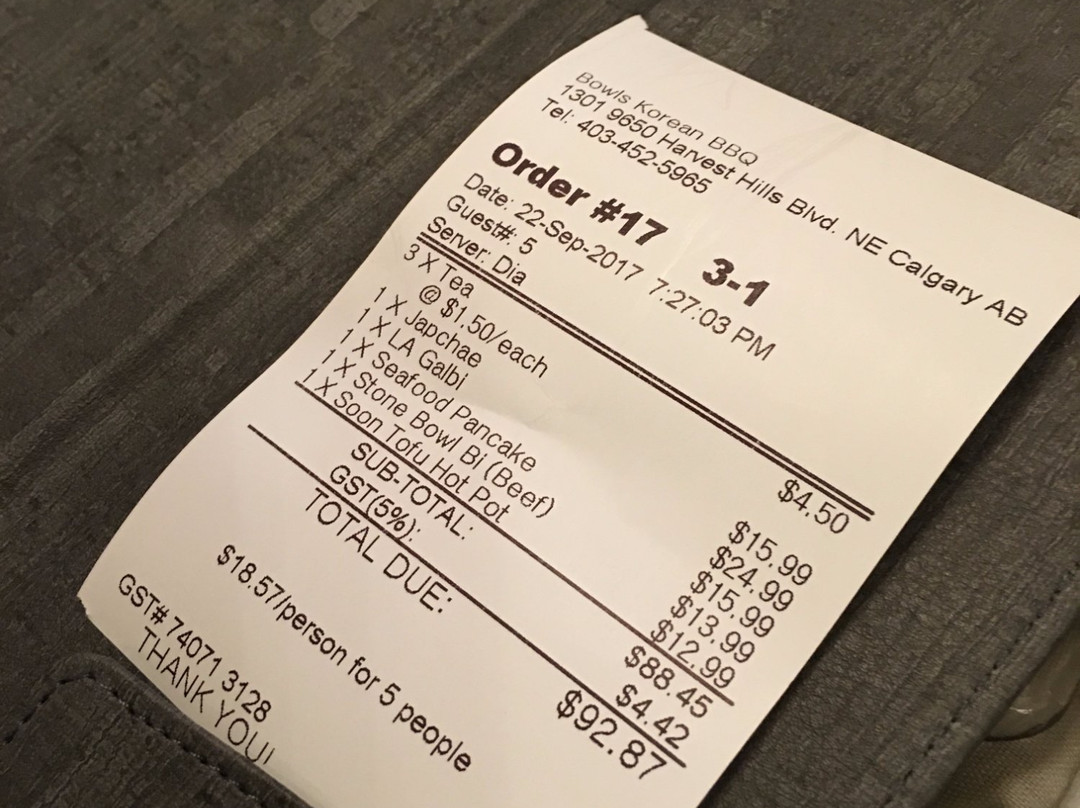 Bowls Korean BBQ
1301 9650 Harvest Hills Blvd. NE Calgary AB
Tel: 403-452-5965
Order #17 3-1
Date: 22-Sep-2017 7:27:03 PM
Guest#: 5
Server: Dia
3 X Tea
@ $1.50/each $4.50
1 X Japchae $15.99
1 X LA Galbi $24.99
1 X Seafood Pancake $15.99
1 X Stone Bowl Bi (Beef) $13.99
1 X Soon Tofu Hot Pot $12.99
SUB-TOTAL: $88.45
GST(5%): $4.42
TOTAL DUE: $92.87
$18.57/person for 5 people
GST# 74071 3128
THANK YOU!